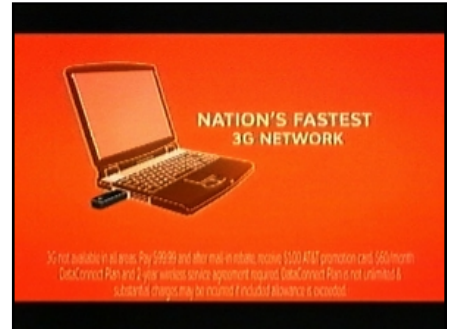 NATION'S FASTEST
3G NETWORK
3G not available in all areas. Pay $99.99 and after mail-in rebate, receive $100 AT&T promotion card. $60/month
DataConnect Plan and 2-year wireless service agreement required. DataConnect Plan is not unlimited &
substantial charges may be incurred if included allowance is exceeded.